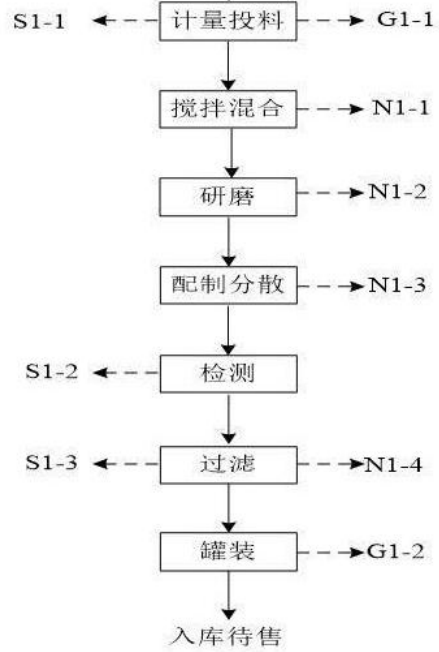 S1-1 计量投料 G1-1
搅拌混合 N1-1
研磨 N1-2
配制分散 N1-3
S1-2 检测
S1-3 过滤 N1-4
罐装 G1-2
入库待售